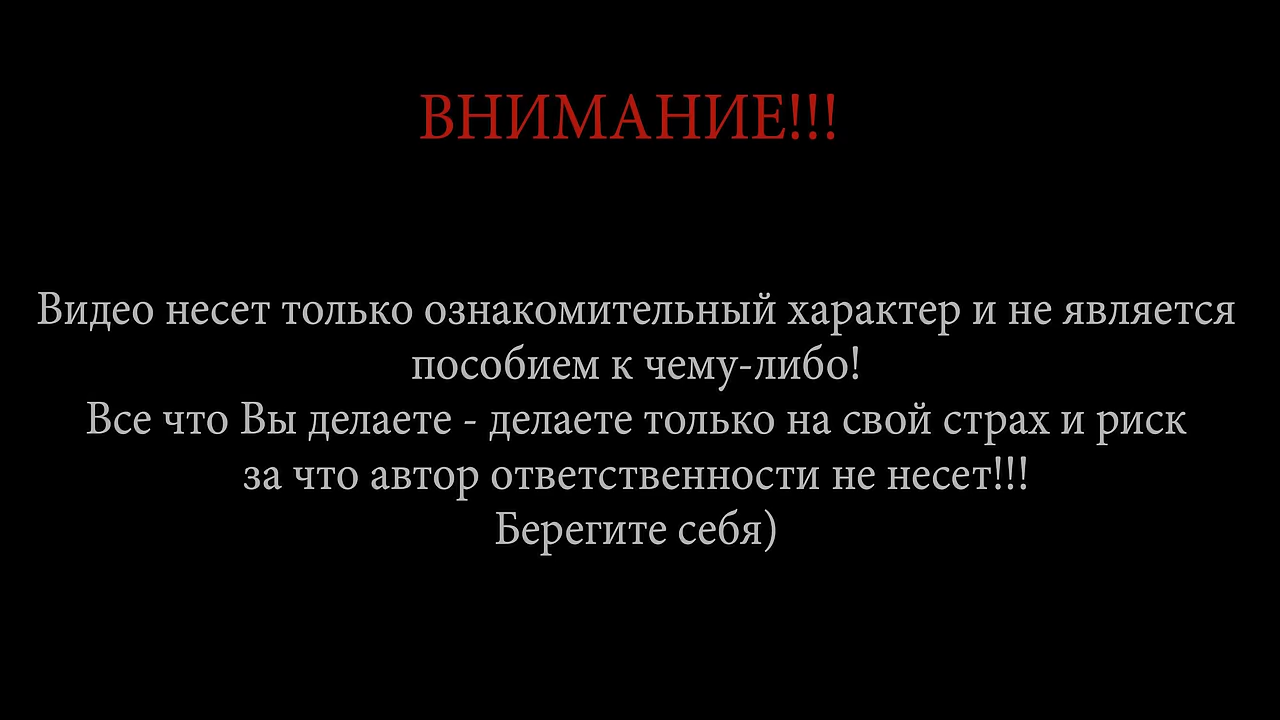 ВНИМАНИЕ!!!
Видео несет только ознакомительный характер и не является
пособием к чему-либо!
Все что Вы делаете - делаете только на свой страх и риск
за что автор ответственности не несет!!!
Берегите себя)